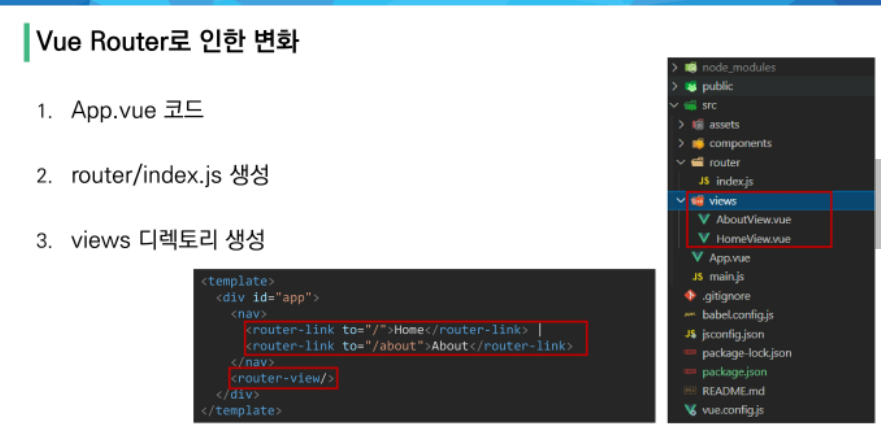 Vue Router로 인한 변화
1. App.vue 코드
2. router/index.js 생성
3. views 디렉토리 생성
<template>
<div id="app">
<nav>
<router-link to="/">Home</router-link> |
<router-link to="/about">About</router-link>
</nav>
<router-view/>
</div>
</template>
node_modules
public
src
assets
components
router
JS index.js
views
AboutView.vue
HomeView.vue
App.vue
JS main.js
.gitignore
babel.config.js
jsconfig.json
package-lock.json
package.json
README.md
vue.config.js